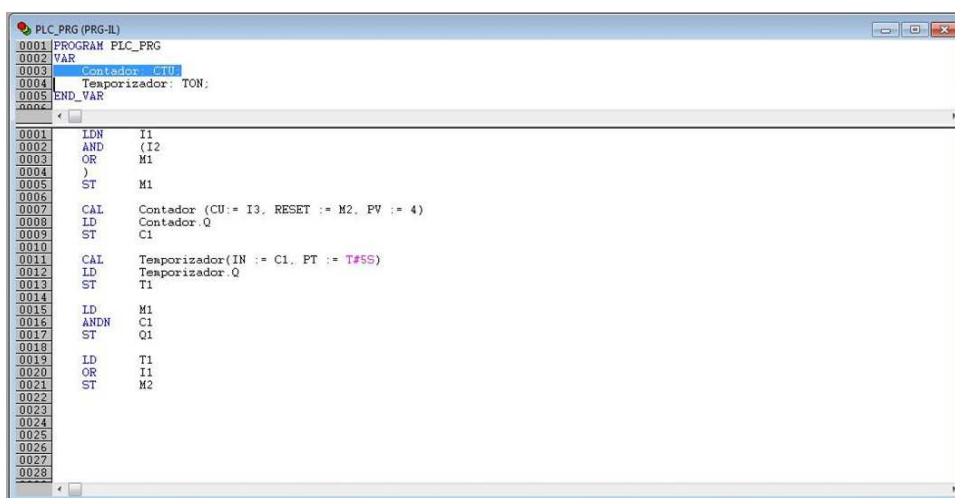 PLC_PRG (PRG-IL)
0001 PROGRAM PLC_PRG
0002 VAR
0003 Contador: CTU;
0004 Temporizador: TON;
0005 END_VAR
0006
0001 LDN I1
0002 AND (I2
0003 OR M1
0004 )
0005 ST M1
0006
0007 CAL Contador (CU:= I3, RESET := M2, PV := 4)
0008 LD Contador.Q
0009 ST C1
0010
0011 CAL Temporizador(IN := C1, PT := T#5S)
0012 LD Temporizador.Q
0013 ST T1
0014
0015 LD M1
0016 ANDN C1
0017 ST Q1
0018
0019 LD T1
0020 OR I1
0021 ST M2
0022
0023
0024
0025
0026
0027
0028